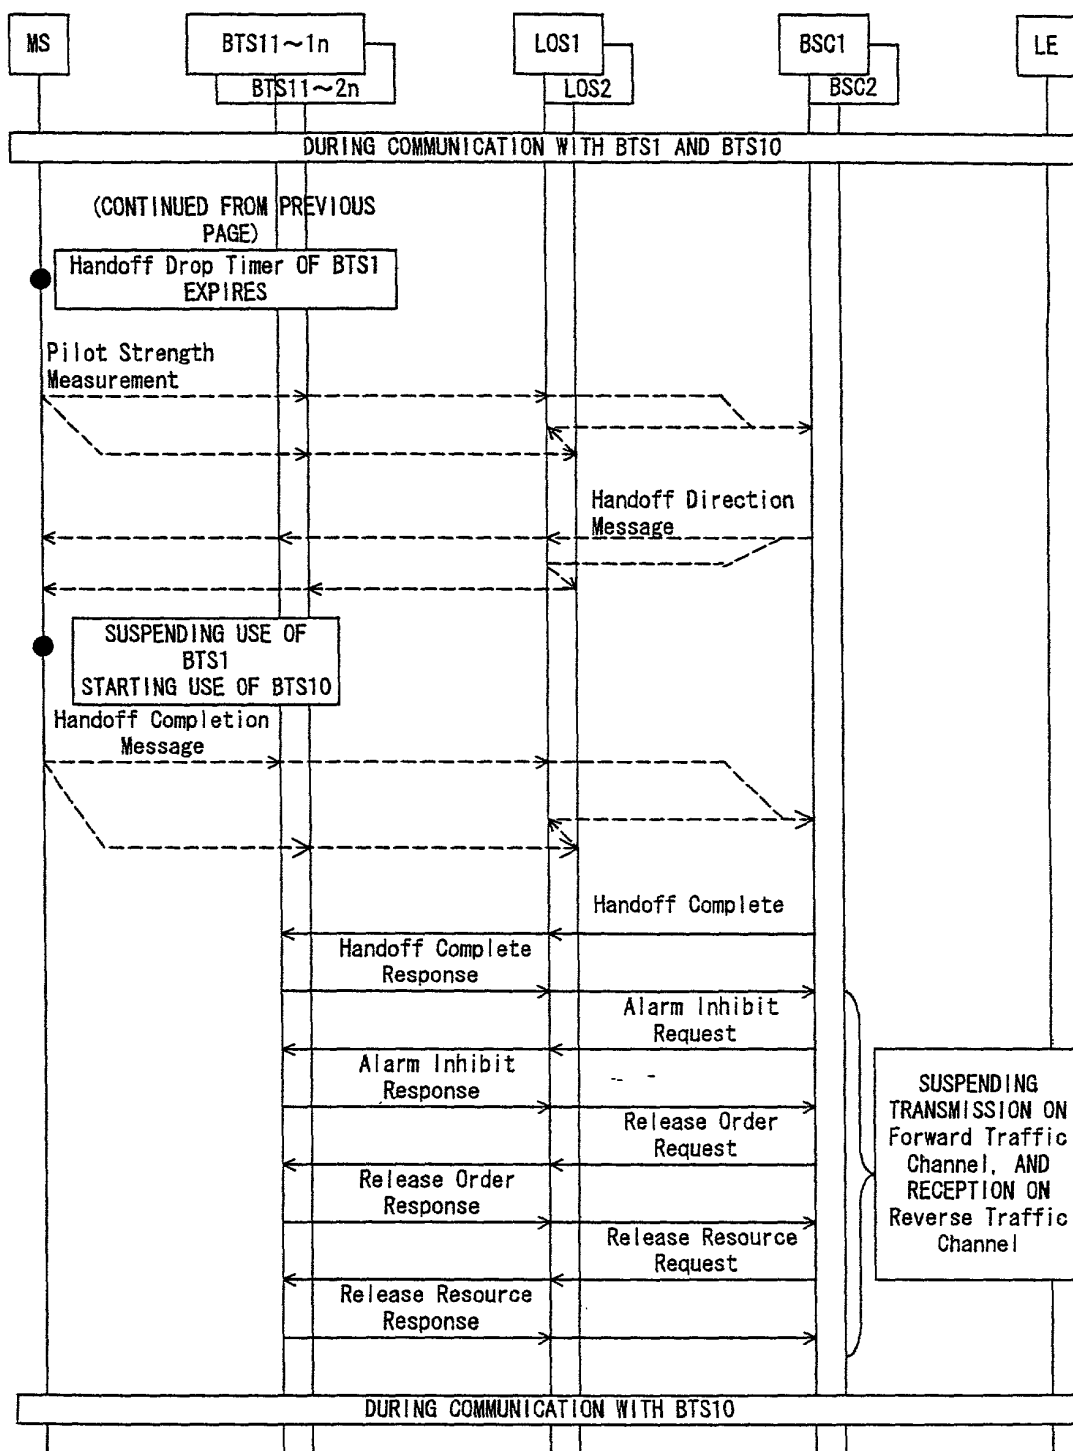 MS
BTS11～1n
LOS1
BSC1
LE
BTS11～2n
LOS2
BSC2
DURING COMMUNICATION WITH BTS1 AND BTS10
(CONTINUED FROM PREVIOUS
PAGE)
Handoff Drop Timer OF BTS1
EXPIRES
Pilot Strength
Measurement
Handoff Direction
Message
SUSPENDING USE OF
BTS1
STARTING USE OF BTS10
Handoff Completion
Message
Handoff Complete
Handoff Complete
Response
Alarm Inhibit
Request
Alarm Inhibit
Response
Release Order
Request
Release Order
Response
Release Resource
Request
Release Resource
Response
SUSPENDING
TRANSMISSION ON
Forward Traffic
Channel, AND
RECEPTION ON
Reverse Traffic
Channel
DURING COMMUNICATION WITH BTS10